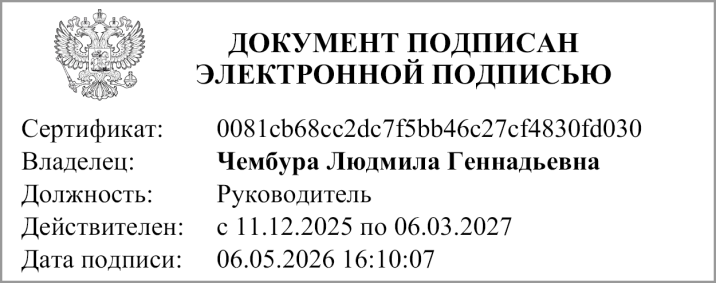 ДОКУМЕНТ ПОДПИСАН
ЭЛЕКТРОННОЙ ПОДПИСЬЮ
Сертификат: 0081cb68cc2dc7f5bb46c27cf4830fd030
Владелец: Чембура Людмила Геннадьевна
Должность: Руководитель
Действителен: с 11.12.2025 по 06.03.2027
Дата подписи: 06.05.2026 16:10:07